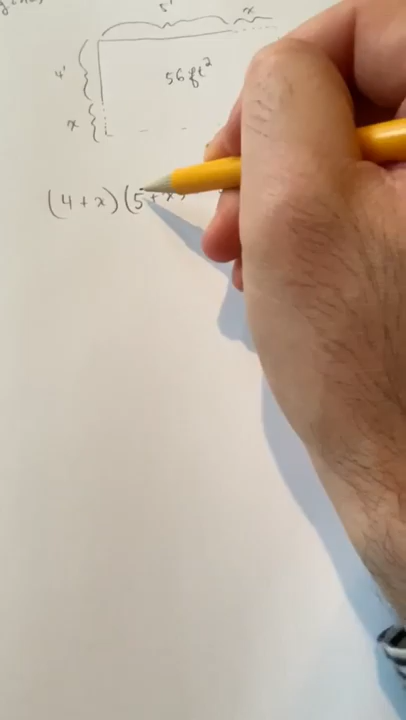 5' x
4' 56ft²
x
(4 + x)(5 + x)